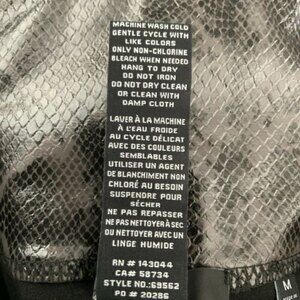 MACHINE WASH COLD
GENTLE CYCLE WITH
LIKE COLORS
ONLY NON-CHLORINE
BLEACH WHEN NEEDED
HANG TO DRY
DO NOT IRON
DO NOT DRY CLEAN
OR CLEAN WITH
DAMP CLOTH
LAVER À LA MACHINE
À L'EAU FROIDE
AU CYCLE DÉLICAT
AVEC DES COULEURS
SEMBLABLES
UTILISER UN AGENT
DE BLANCHIMENT NON
CHLORÉ AU BESOIN
SUSPENDRE POUR
SÉCHER
NE PAS REPASSER
NE PAS NETTOYER À SEC
OU NETTOYER AVEC UN
LINGE HUMIDE
RN # 143044
CA# 58734
STYLE NO.: 69562
PO # 20286
M